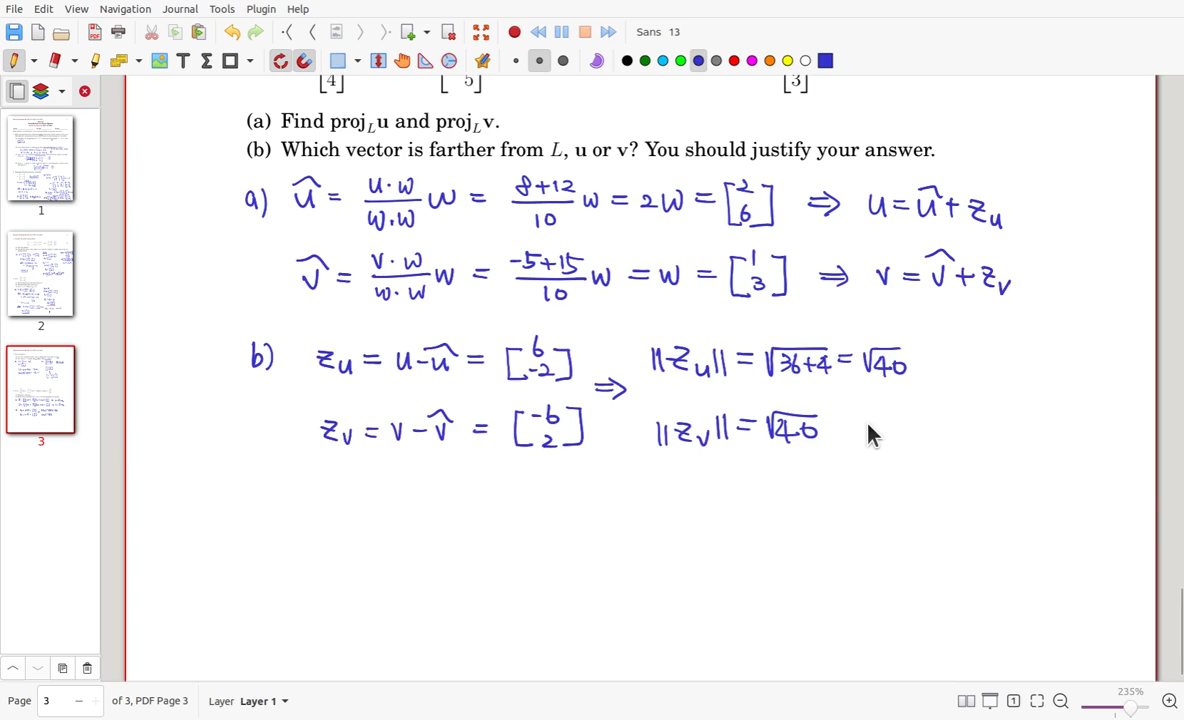 File Edit View Navigation Journal Tools Plugin Help
Sans 13
[4] [ 5] [3]
(a) Find proj_L u and proj_L v.
(b) Which vector is farther from L, u or v? You should justify your answer.
a) û = (u·w)/(w·w) w = (8+12)/10 w = 2w = [2 6] ⇒ u = û + z_u
v̂ = (v·w)/(w·w) w = (-5+15)/10 w = w = [1 3] ⇒ v = v̂ + z_v
b) z_u = u - û = [6 -2] ⇒ ||z_u|| = √36+4 = √40
z_v = v - v̂ = [-6 2] ||z_v|| = √40
1
2
3
Page 3 of 3, PDF Page 3 Layer Layer 1 235%